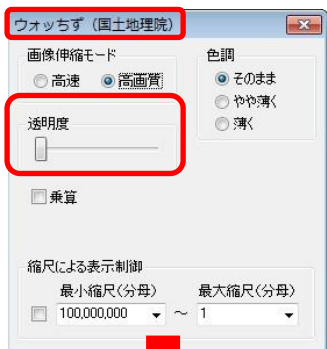 ウォッちず（国土地理院）
画像伸縮モード
高速 高画質
色調
そのまま
やや薄く
薄く
透明度
乗算
縮尺による表示制御
最小縮尺(分母) 最大縮尺(分母)
100,000,000 ～ 1